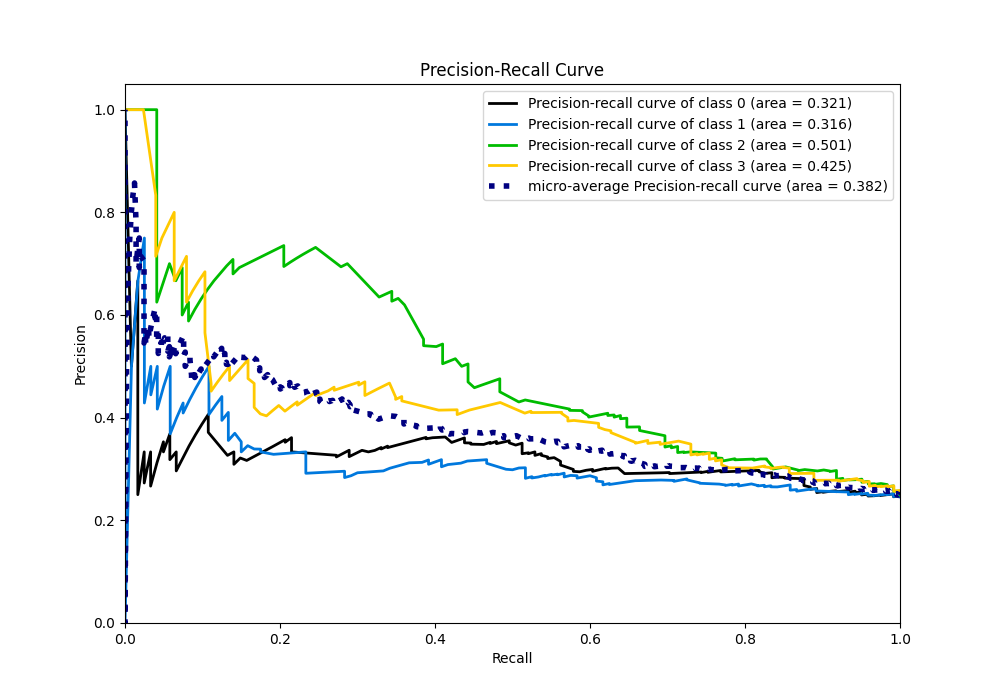 Precision-Recall Curve
Precision-recall curve of class 0 (area = 0.321)
Precision-recall curve of class 1 (area = 0.316)
Precision-recall curve of class 2 (area = 0.501)
Precision-recall curve of class 3 (area = 0.425)
micro-average Precision-recall curve (area = 0.382)
Precision
1.0
0.8
0.6
0.4
0.2
0.0
0.0 0.2 0.4 0.6 0.8 1.0
Recall